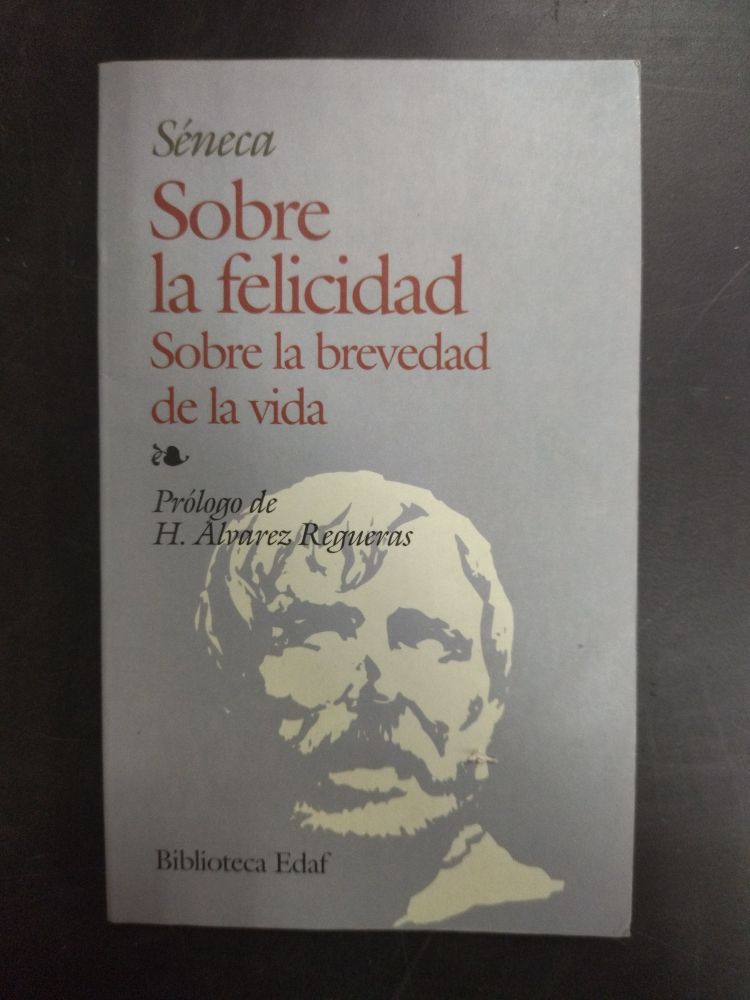 Séneca
Sobre
la felicidad
Sobre la brevedad
de la vida
Prólogo de
H. Álvarez Regueras
Biblioteca Edaf